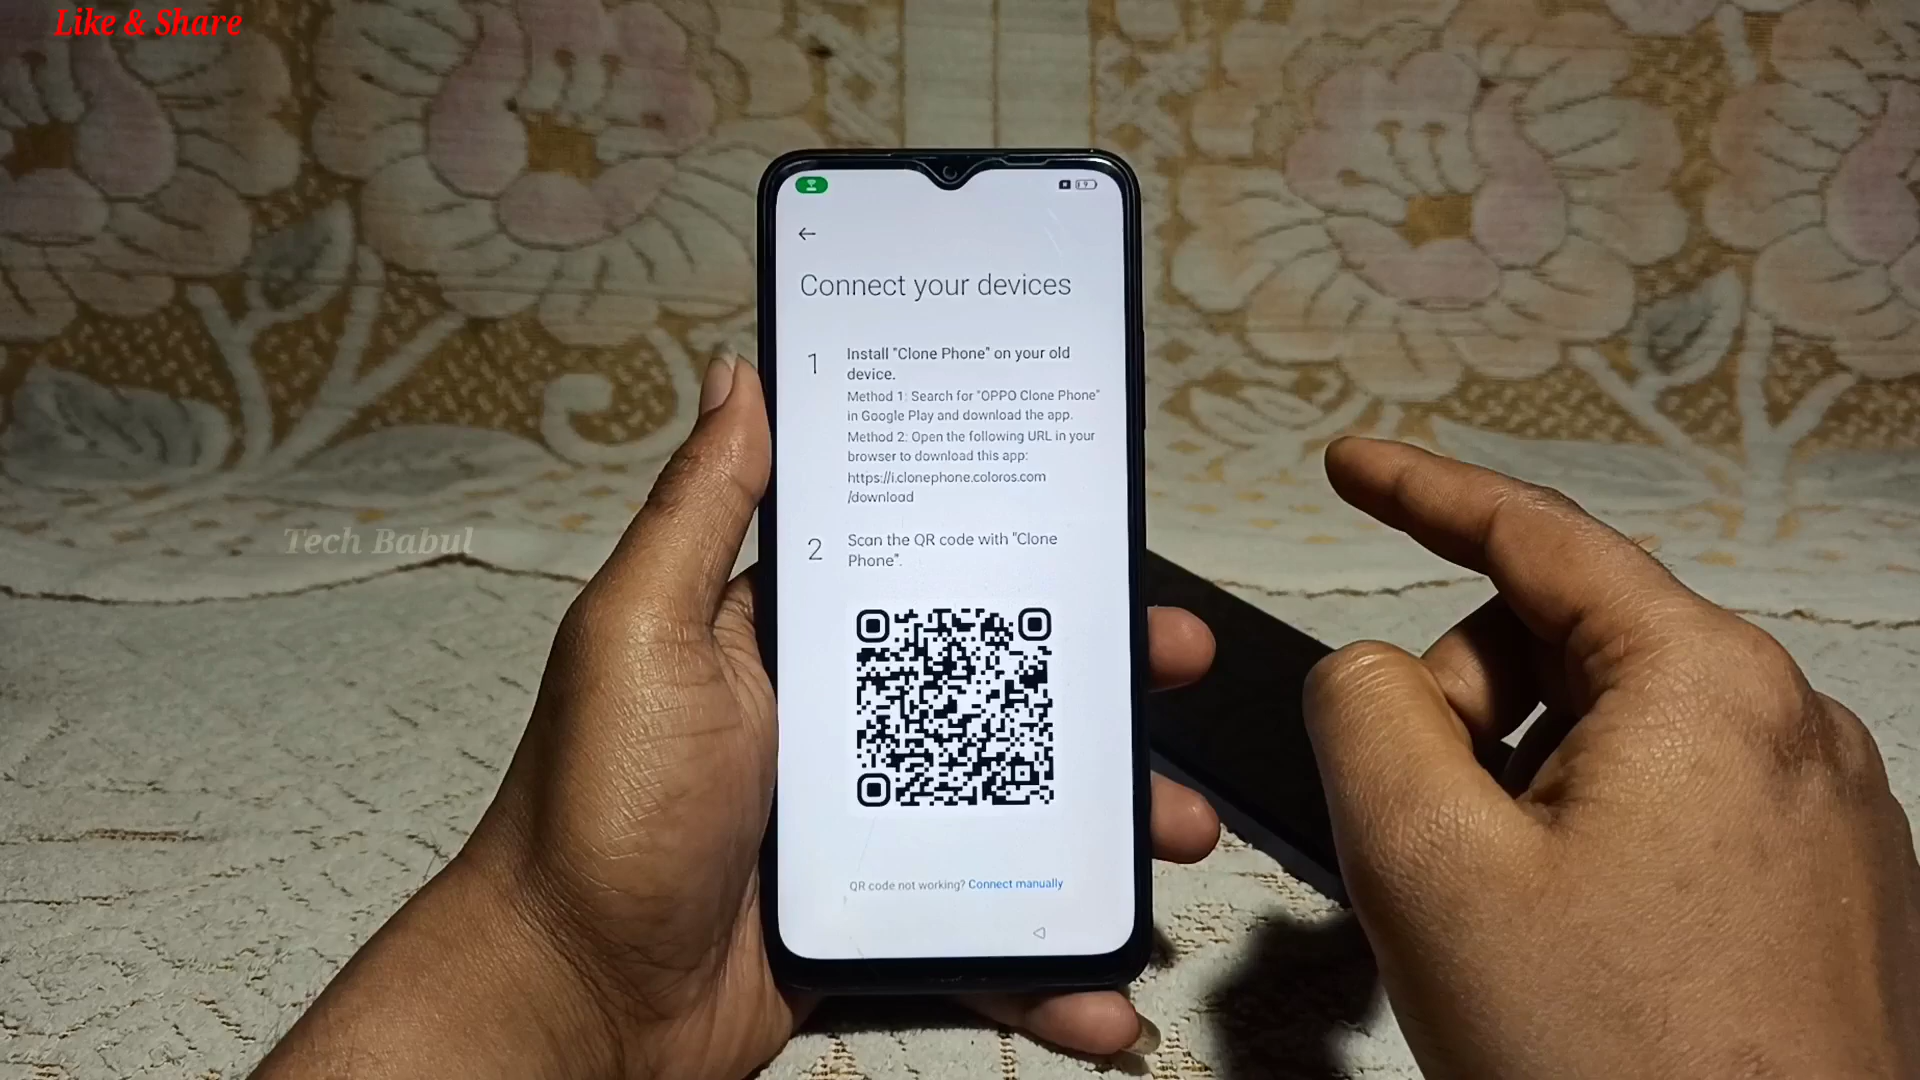 Like & Share
Connect your devices
1
Install "Clone Phone" on your old
device.
Method 1: Search for "OPPO Clone Phone"
in Google Play and download the app.
Method 2: Open the following URL in your
browser to download this app:
https://i.clonephone.coloros.com
/download
Tech Babul
2
Scan the QR code with "Clone
Phone".
QR code not working? Connect manually